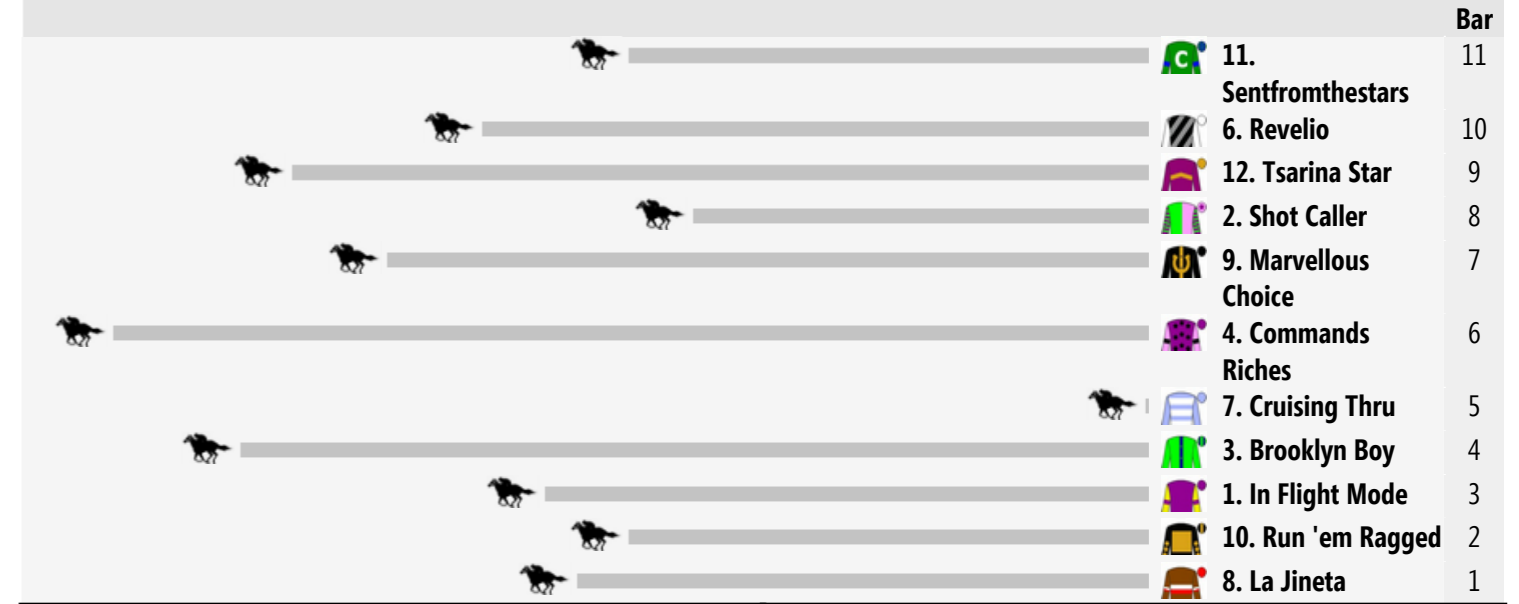 Bar
11. 11
Sentfromthestars
6. Revelio 10
12. Tsarina Star 9
2. Shot Caller 8
9. Marvellous 7
Choice
4. Commands 6
Riches
7. Cruising Thru 5
3. Brooklyn Boy 4
1. In Flight Mode 3
10. Run 'em Ragged 2
8. La Jineta 1
C